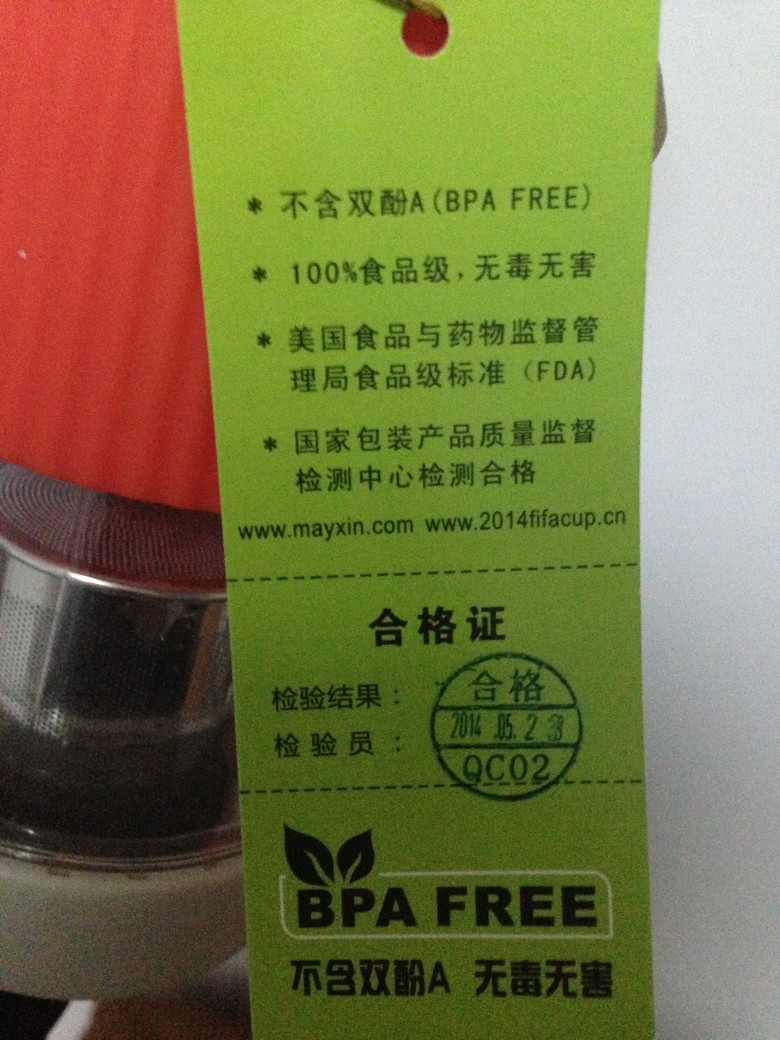 * 不含双酚A(BPA FREE)
* 100%食品级,无毒无害
* 美国食品与药物监督管
理局食品级标准(FDA)
* 国家包装产品质量监督
检测中心检测合格
www.mayxin.com www.2014fifacup.cn
合格证
检验结果:
合格
2014.05.2
检验员:
QC02
BPA FREE
不含双酚A 无毒无害